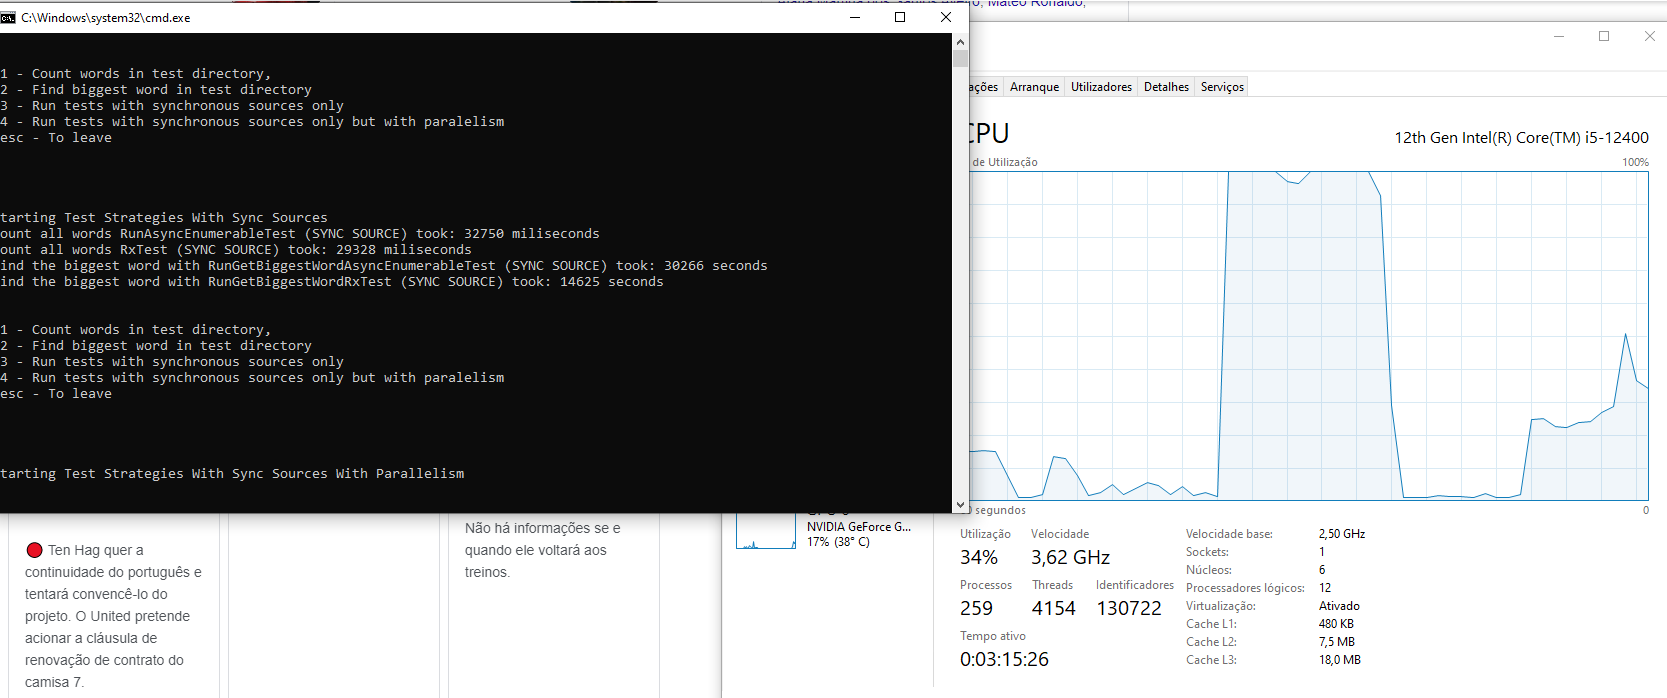 C:\Windows\system32\cmd.exe
1 - Count words in test directory,
2 - Find biggest word in test directory
3 - Run tests with synchronous sources only
4 - Run tests with synchronous sources only but with paralelism
esc - To leave
tarting Test Strategies With Sync Sources
ount all words RunAsyncEnumerableTest (SYNC SOURCE) took: 32750 miliseconds
ount all words RxTest (SYNC SOURCE) took: 29328 miliseconds
ind the biggest word with RunGetBiggestWordAsyncEnumerableTest (SYNC SOURCE) took: 30266 seconds
ind the biggest word with RunGetBiggestWordRxTest (SYNC SOURCE) took: 14625 seconds
1 - Count words in test directory,
2 - Find biggest word in test directory
3 - Run tests with synchronous sources only
4 - Run tests with synchronous sources only but with paralelism
esc - To leave
tarting Test Strategies With Sync Sources With Parallelism
Mateo Ronaldo,
ações Arranque Utilizadores Detalhes Serviços
CPU
12th Gen Intel(R) Core(TM) i5-12400
de Utilização
100%
segundos
0
NVIDIA GeForce G...
17% (38° C)
Utilização Velocidade
34% 3,62 GHz
Processos Threads Identificadores
259 4154 130722
Tempo ativo
0:03:15:26
Velocidade base: 2,50 GHz
Sockets: 1
Núcleos: 6
Processadores lógicos: 12
Virtualização: Ativado
Cache L1: 480 KB
Cache L2: 7,5 MB
Cache L3: 18,0 MB
Ten Hag quer a
continuidade do português e
tentará convencê-lo do
projeto. O United pretende
acionar a cláusula de
renovação de contrato do
camisa 7.
Não há informações se e
quando ele voltará aos
treinos.